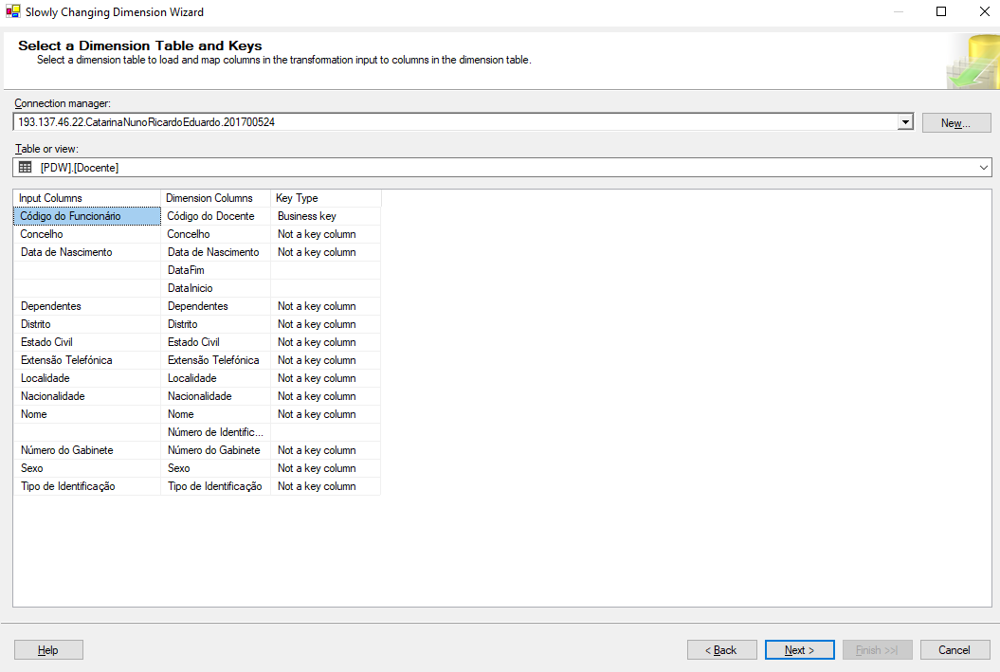 Slowly Changing Dimension Wizard
Select a Dimension Table and Keys
Select a dimension table to load and map columns in the transformation input to columns in the dimension table.
Connection manager:
193.137.46.22.CatarinaNunoRicardoEduardo.201700524
New...
Table or view:
[PDW].[Docente]
Input Columns Dimension Columns Key Type
Código do Funcionário Código do Docente Business key
Concelho Concelho Not a key column
Data de Nascimento Data de Nascimento Not a key column
DataFim
DataInicio
Dependentes Dependentes Not a key column
Distrito Distrito Not a key column
Estado Civil Estado Civil Not a key column
Extensão Telefónica Extensão Telefónica Not a key column
Localidade Localidade Not a key column
Nacionalidade Nacionalidade Not a key column
Nome Nome Not a key column
Número de Identific...
Número do Gabinete Número do Gabinete Not a key column
Sexo Sexo Not a key column
Tipo de Identificação Tipo de Identificação Not a key column
Help < Back Next > Finish >>| Cancel